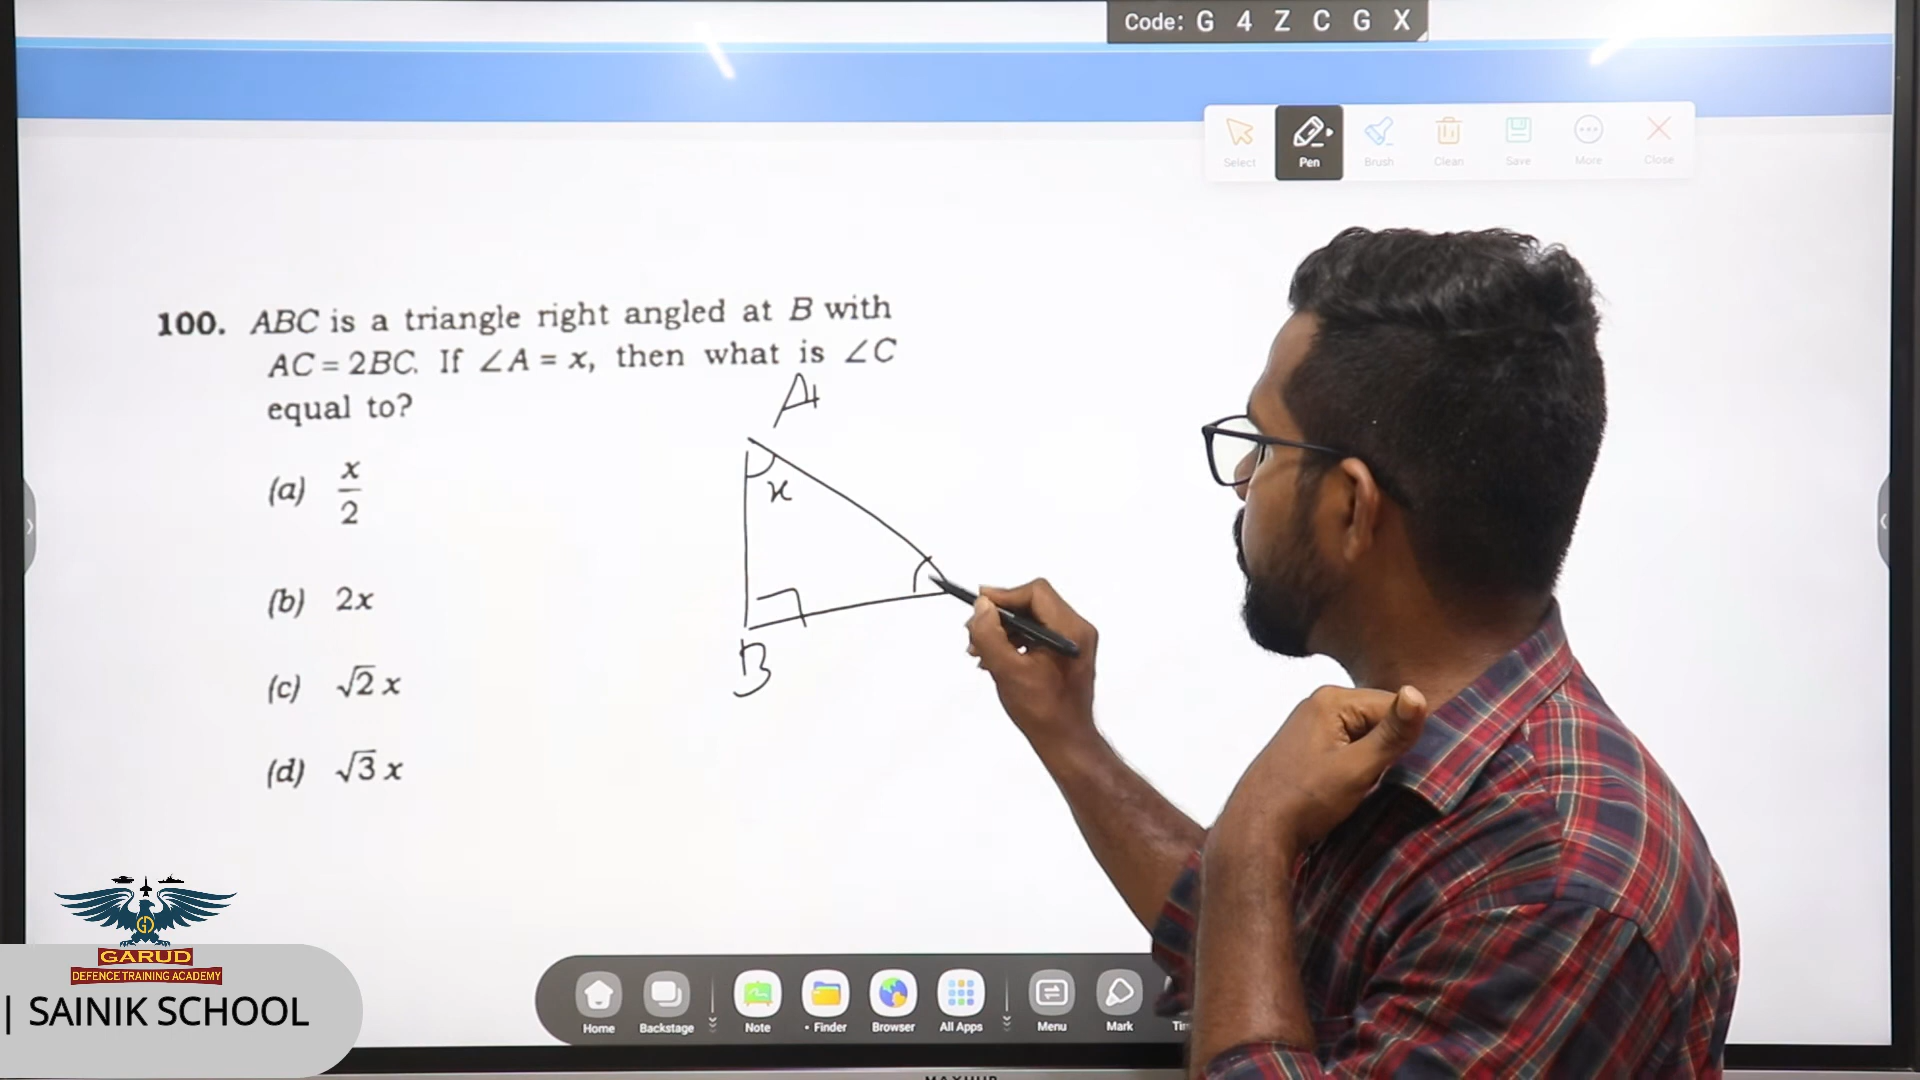 Code: G 4 Z C G X
Select Pen Brush Clean Save More Close
100. ABC is a triangle right angled at B with
AC = 2BC. If ∠A = x, then what is ∠C
equal to?
A
x
B
(a) x/2
(b) 2x
(c) √2 x
(d) √3 x
GARUD
DEFENCE TRAINING ACADEMY
| SAINIK SCHOOL
Home Backstage Note Finder Browser All Apps Menu Mark